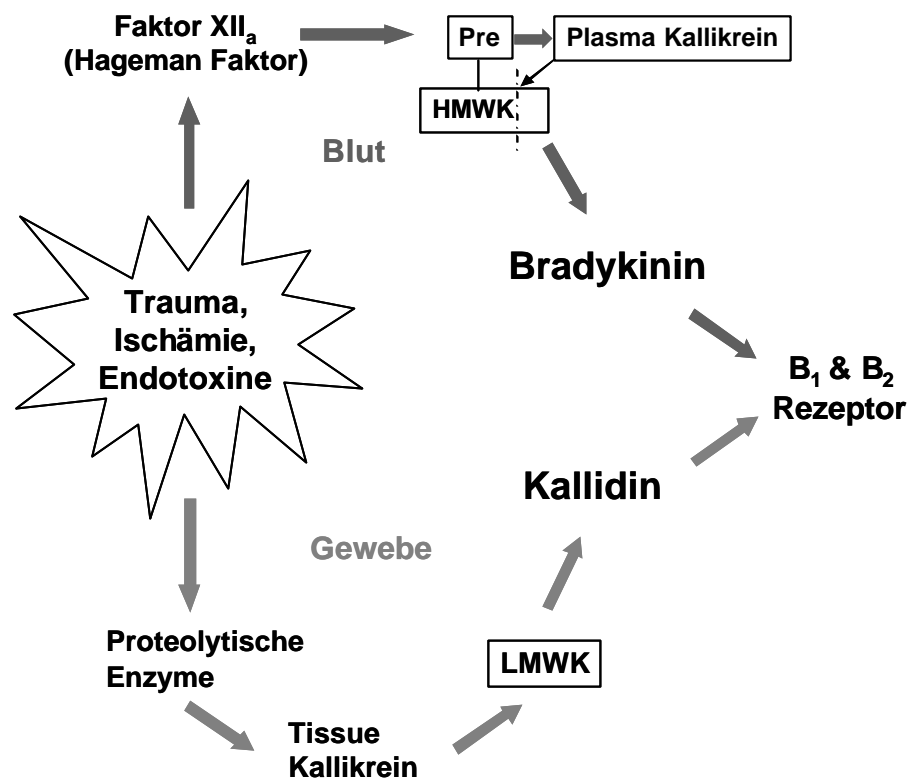 Faktor XIIa
(Hageman Faktor)
Pre
Plasma Kallikrein
HMWK
Blut
Bradykinin
Trauma,
Ischämie,
Endotoxine
B1 & B2
Rezeptor
Kallidin
Gewebe
Proteolytische
Enzyme
LMWK
Tissue
Kallikrein